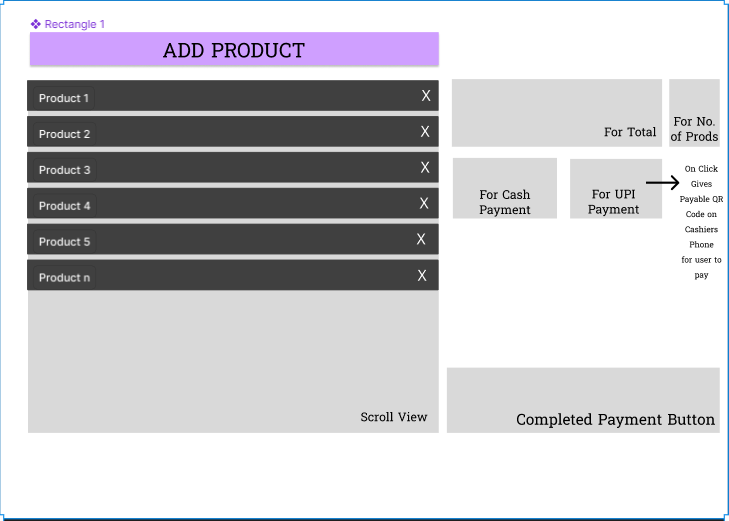 Rectangle 1
ADD PRODUCT
Product 1 X
Product 2 X
Product 3 X
Product 4 X
Product 5 X
Product n X
Scroll View
For Total
For No.
of Prods
For Cash
Payment
For UPI
Payment
On Click
Gives
Payable QR
Code on
Cashiers
Phone
for user to
pay
Completed Payment Button